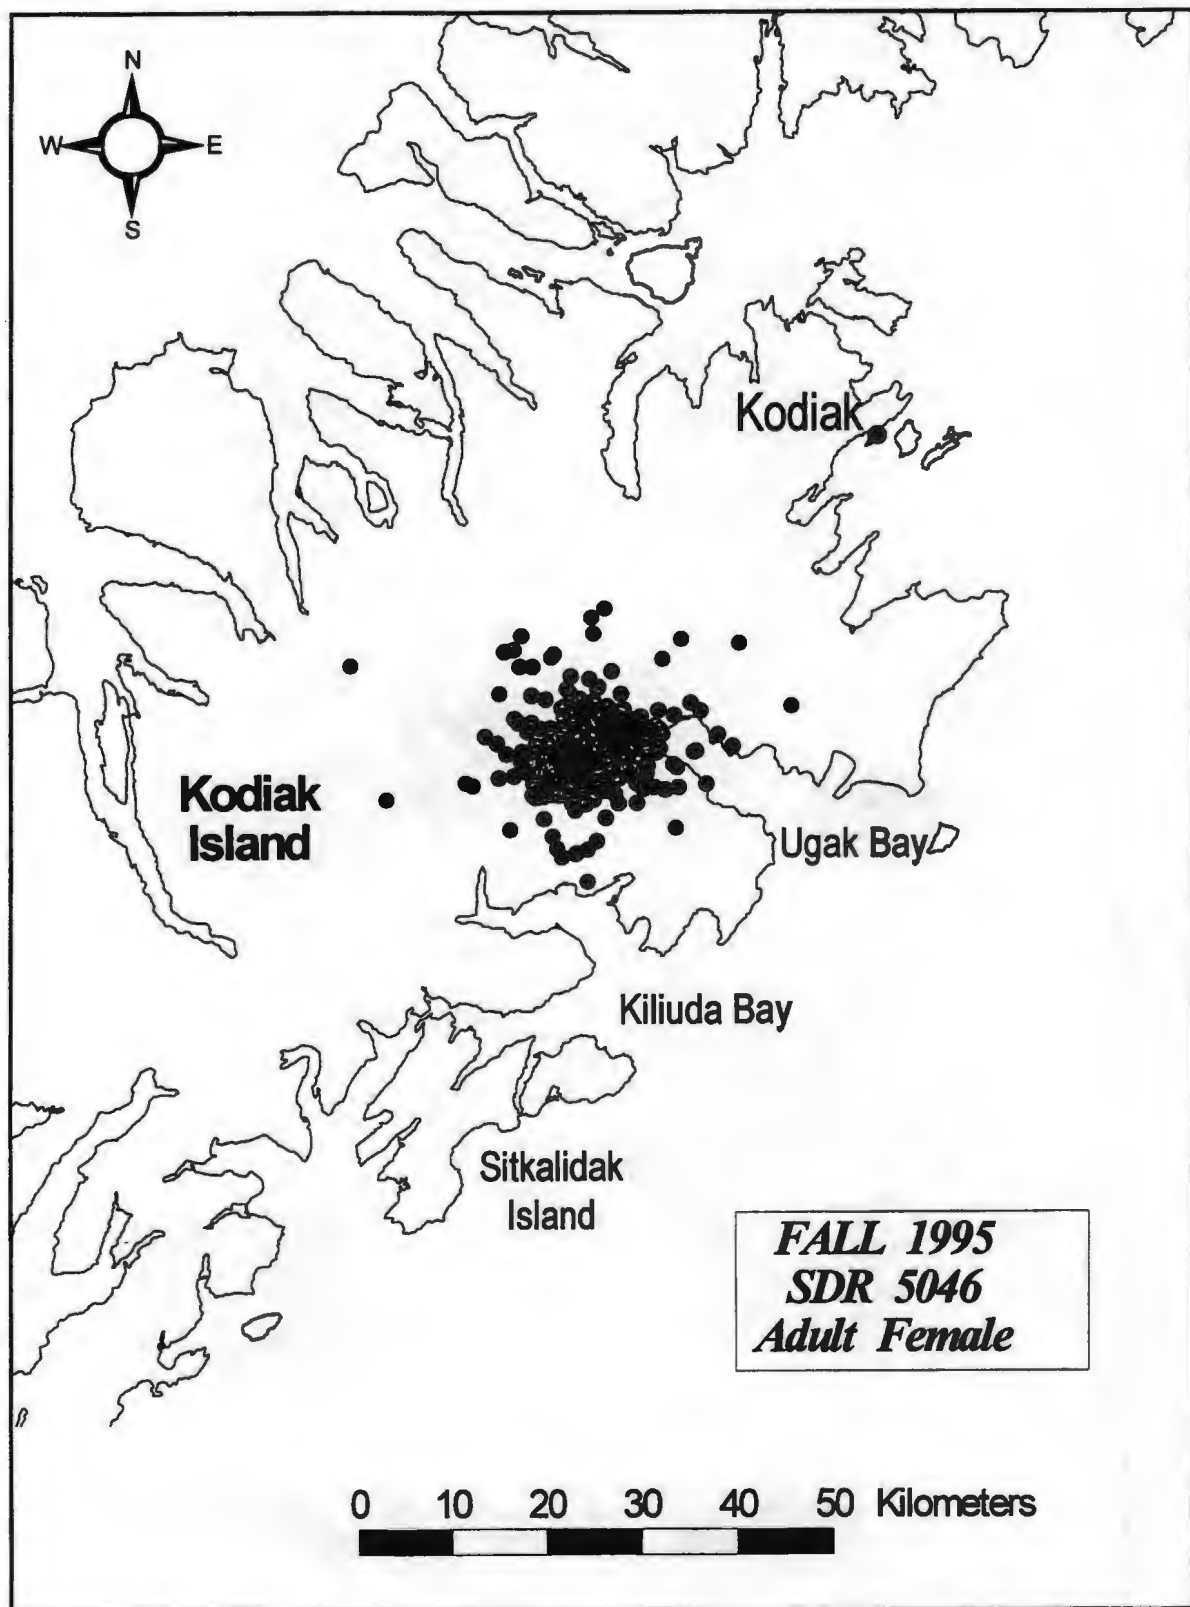 N
W E
S
Kodiak
Kodiak
Island
Ugak Bay
Kiliuda Bay
Sitkalidak
Island
FALL 1995
SDR 5046
Adult Female
0 10 20 30 40 50 Kilometers